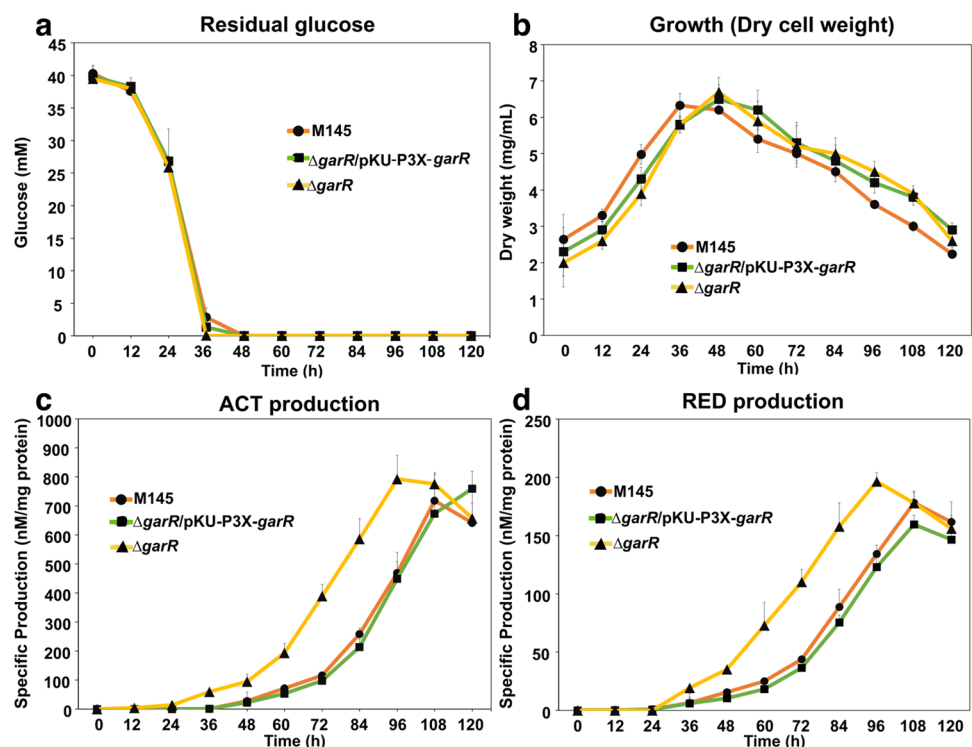 a
Residual glucose
45
40
35
30
25
20
15
10
5
0
Glucose (mM)
M145
ΔgarR/pKU-P3X-garR
ΔgarR
0 12 24 36 48 60 72 84 96 108 120
Time (h)
b
Growth (Dry cell weight)
9
8
7
6
5
4
3
2
1
0
Dry weight (mg/mL)
M145
ΔgarR/pKU-P3X-garR
ΔgarR
0 12 24 36 48 60 72 84 96 108 120
Time (h)
c
ACT production
1000
900
800
700
600
500
400
300
200
100
0
Specific Production (nM/mg protein)
M145
ΔgarR/pKU-P3X-garR
ΔgarR
0 12 24 36 48 60 72 84 96 108 120
Time (h)
d
RED production
250
200
150
100
50
0
Specific Production (nM/mg protein)
M145
ΔgarR/pKU-P3X-garR
ΔgarR
0 12 24 36 48 60 72 84 96 108 120
Time (h)